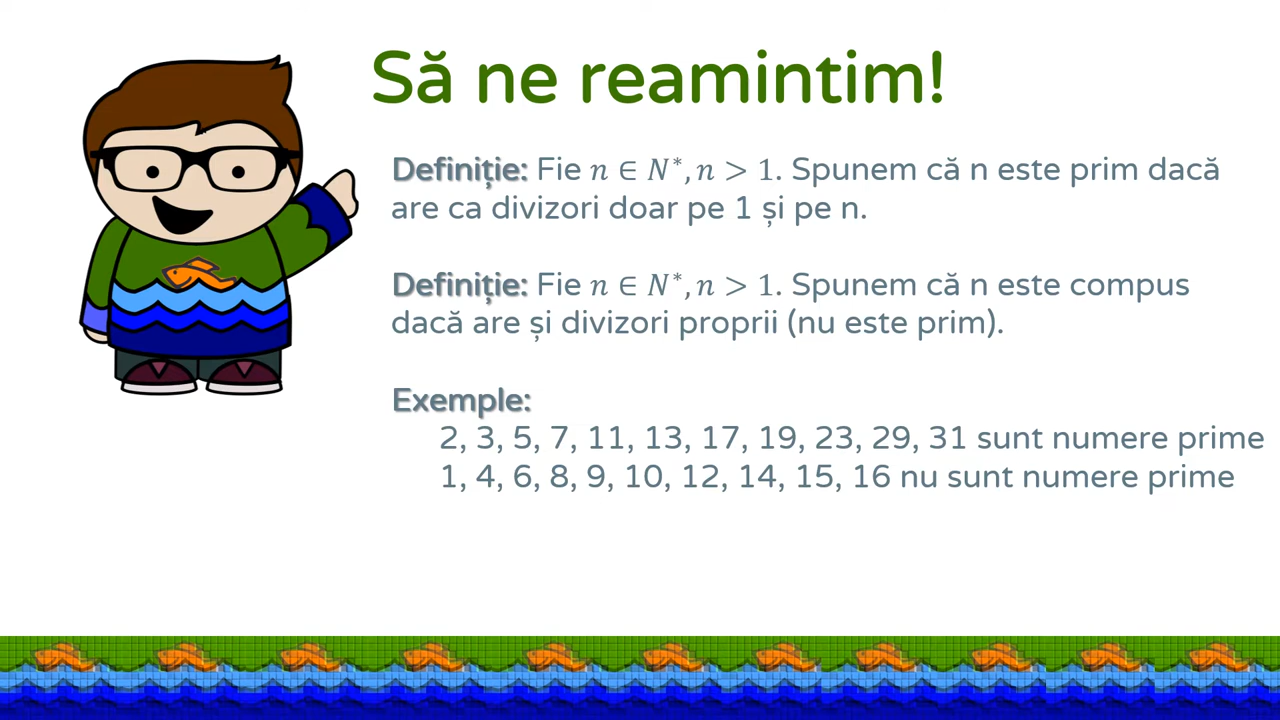 Să ne reamintim!
Definiție: Fie n ∈ N*, n > 1. Spunem că n este prim dacă
are ca divizori doar pe 1 și pe n.
Definiție: Fie n ∈ N*, n > 1. Spunem că n este compus
dacă are și divizori proprii (nu este prim).
Exemple:
2, 3, 5, 7, 11, 13, 17, 19, 23, 29, 31 sunt numere prime
1, 4, 6, 8, 9, 10, 12, 14, 15, 16 nu sunt numere prime